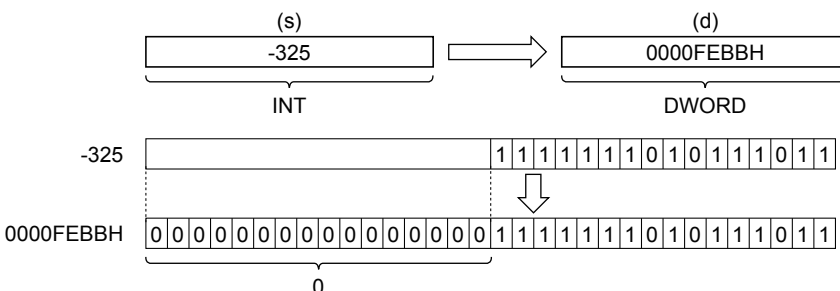 (s) (d)
-325 0000FEBBH
INT DWORD
-325 1 1 1 1 1 1 1 0 1 0 1 1 1 0 1 1
0000FEBBH 0 0 0 0 0 0 0 0 0 0 0 0 0 0 0 0 1 1 1 1 1 1 1 0 1 0 1 1 1 0 1 1
0